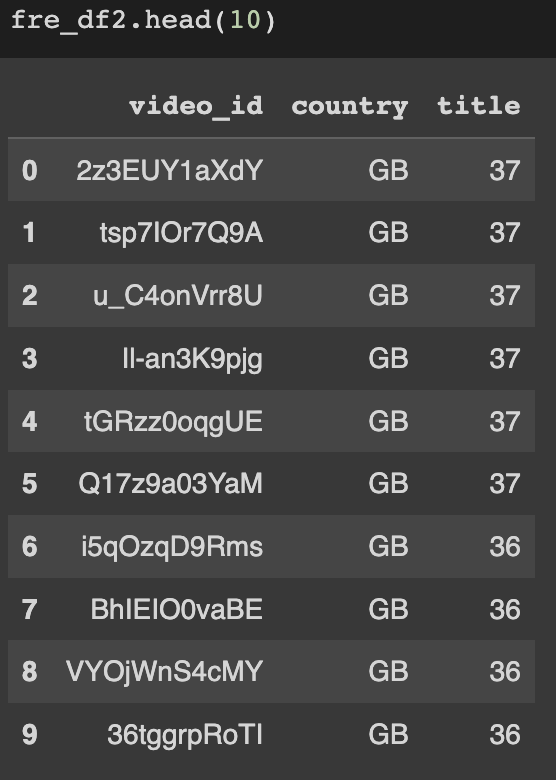 fre_df2.head(10)
video_id country title
0 2z3EUY1aXdY GB 37
1 tsp7IOr7Q9A GB 37
2 u_C4onVrr8U GB 37
3 lI-an3K9pjg GB 37
4 tGRzz0oqgUE GB 37
5 Q17z9a03YaM GB 37
6 i5qOzqD9Rms GB 36
7 BhIEIO0vaBE GB 36
8 VYOjWnS4cMY GB 36
9 36tggrpRoTI GB 36